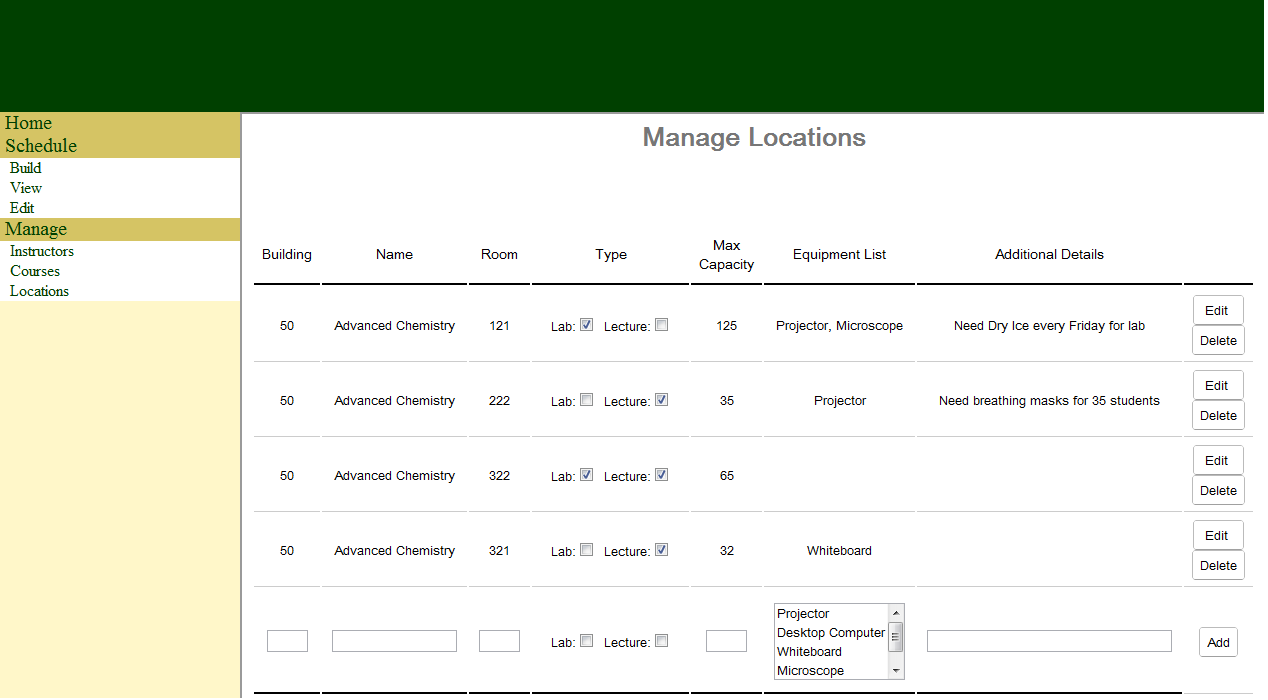 Home
Schedule
Build
View
Edit
Manage
Instructors
Courses
Locations
Manage Locations
Building Name Room Type Max Capacity Equipment List Additional Details
50 Advanced Chemistry 121 Lab: Lecture: 125 Projector, Microscope Need Dry Ice every Friday for lab Edit
Delete
50 Advanced Chemistry 222 Lab: Lecture: 35 Projector Need breathing masks for 35 students Edit
Delete
50 Advanced Chemistry 322 Lab: Lecture: 65 Edit
Delete
50 Advanced Chemistry 321 Lab: Lecture: 32 Whiteboard Edit
Delete
Lab: Lecture: Projector
Desktop Computer
Whiteboard
Microscope
Add